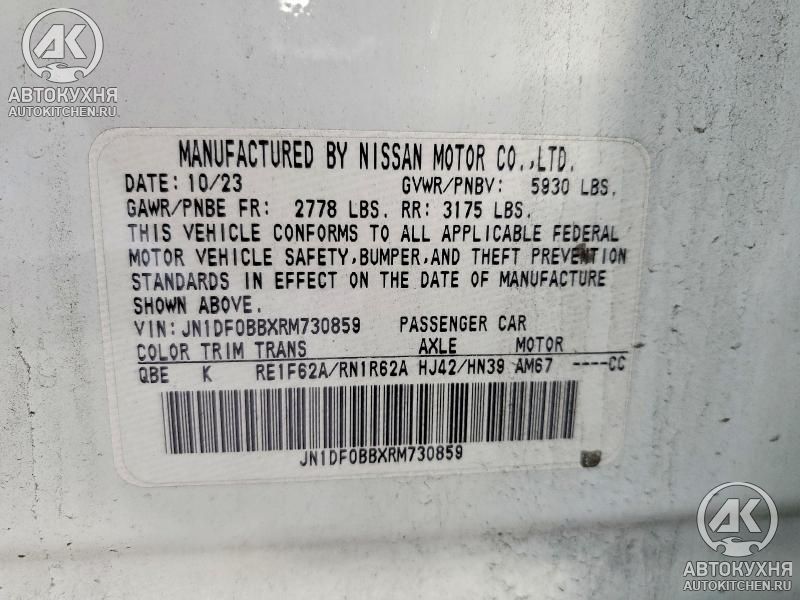 АК
АВТОКУХНЯ
AUTOKITCHEN.RU
MANUFACTURED BY NISSAN MOTOR CO.,LTD.
DATE: 10/23 GVWR/PNBV: 5930 LBS.
GAWR/PNBE FR: 2778 LBS. RR: 3175 LBS.
THIS VEHICLE CONFORMS TO ALL APPLICABLE FEDERAL
MOTOR VEHICLE SAFETY,BUMPER,AND THEFT PREVENTION
STANDARDS IN EFFECT ON THE DATE OF MANUFACTURE
SHOWN ABOVE.
VIN: JN1DF0BBXRM730859 PASSENGER CAR
COLOR TRIM TRANS AXLE MOTOR
QBE K RE1F62A/RN1R62A HJ42/HN39 AM67 ----CC
JN1DF0BBXRM730859
АК
АВТОКУХНЯ
AUTOKITCHEN.RU